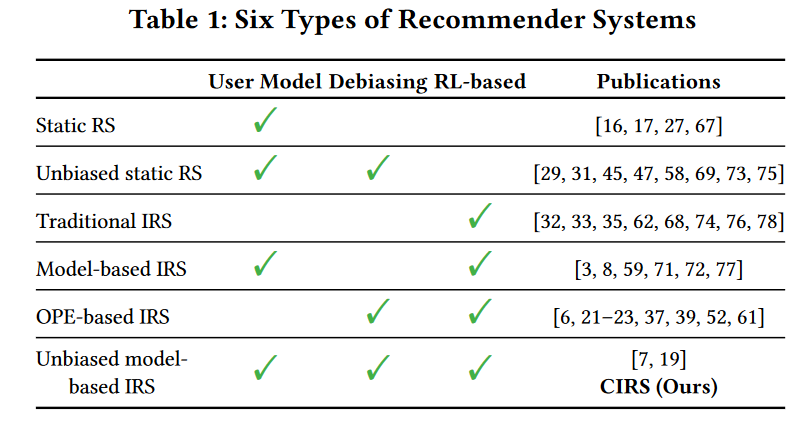 Table 1: Six Types of Recommender Systems
User Model Debiasing RL-based Publications
Static RS ✓ [16, 17, 27, 67]
Unbiased static RS ✓ ✓ [29, 31, 45, 47, 58, 69, 73, 75]
Traditional IRS ✓ [32, 33, 35, 62, 68, 74, 76, 78]
Model-based IRS ✓ ✓ [3, 8, 59, 71, 72, 77]
OPE-based IRS ✓ ✓ [6, 21–23, 37, 39, 52, 61]
Unbiased model- [7, 19]
based IRS ✓ ✓ ✓ CIRS (Ours)